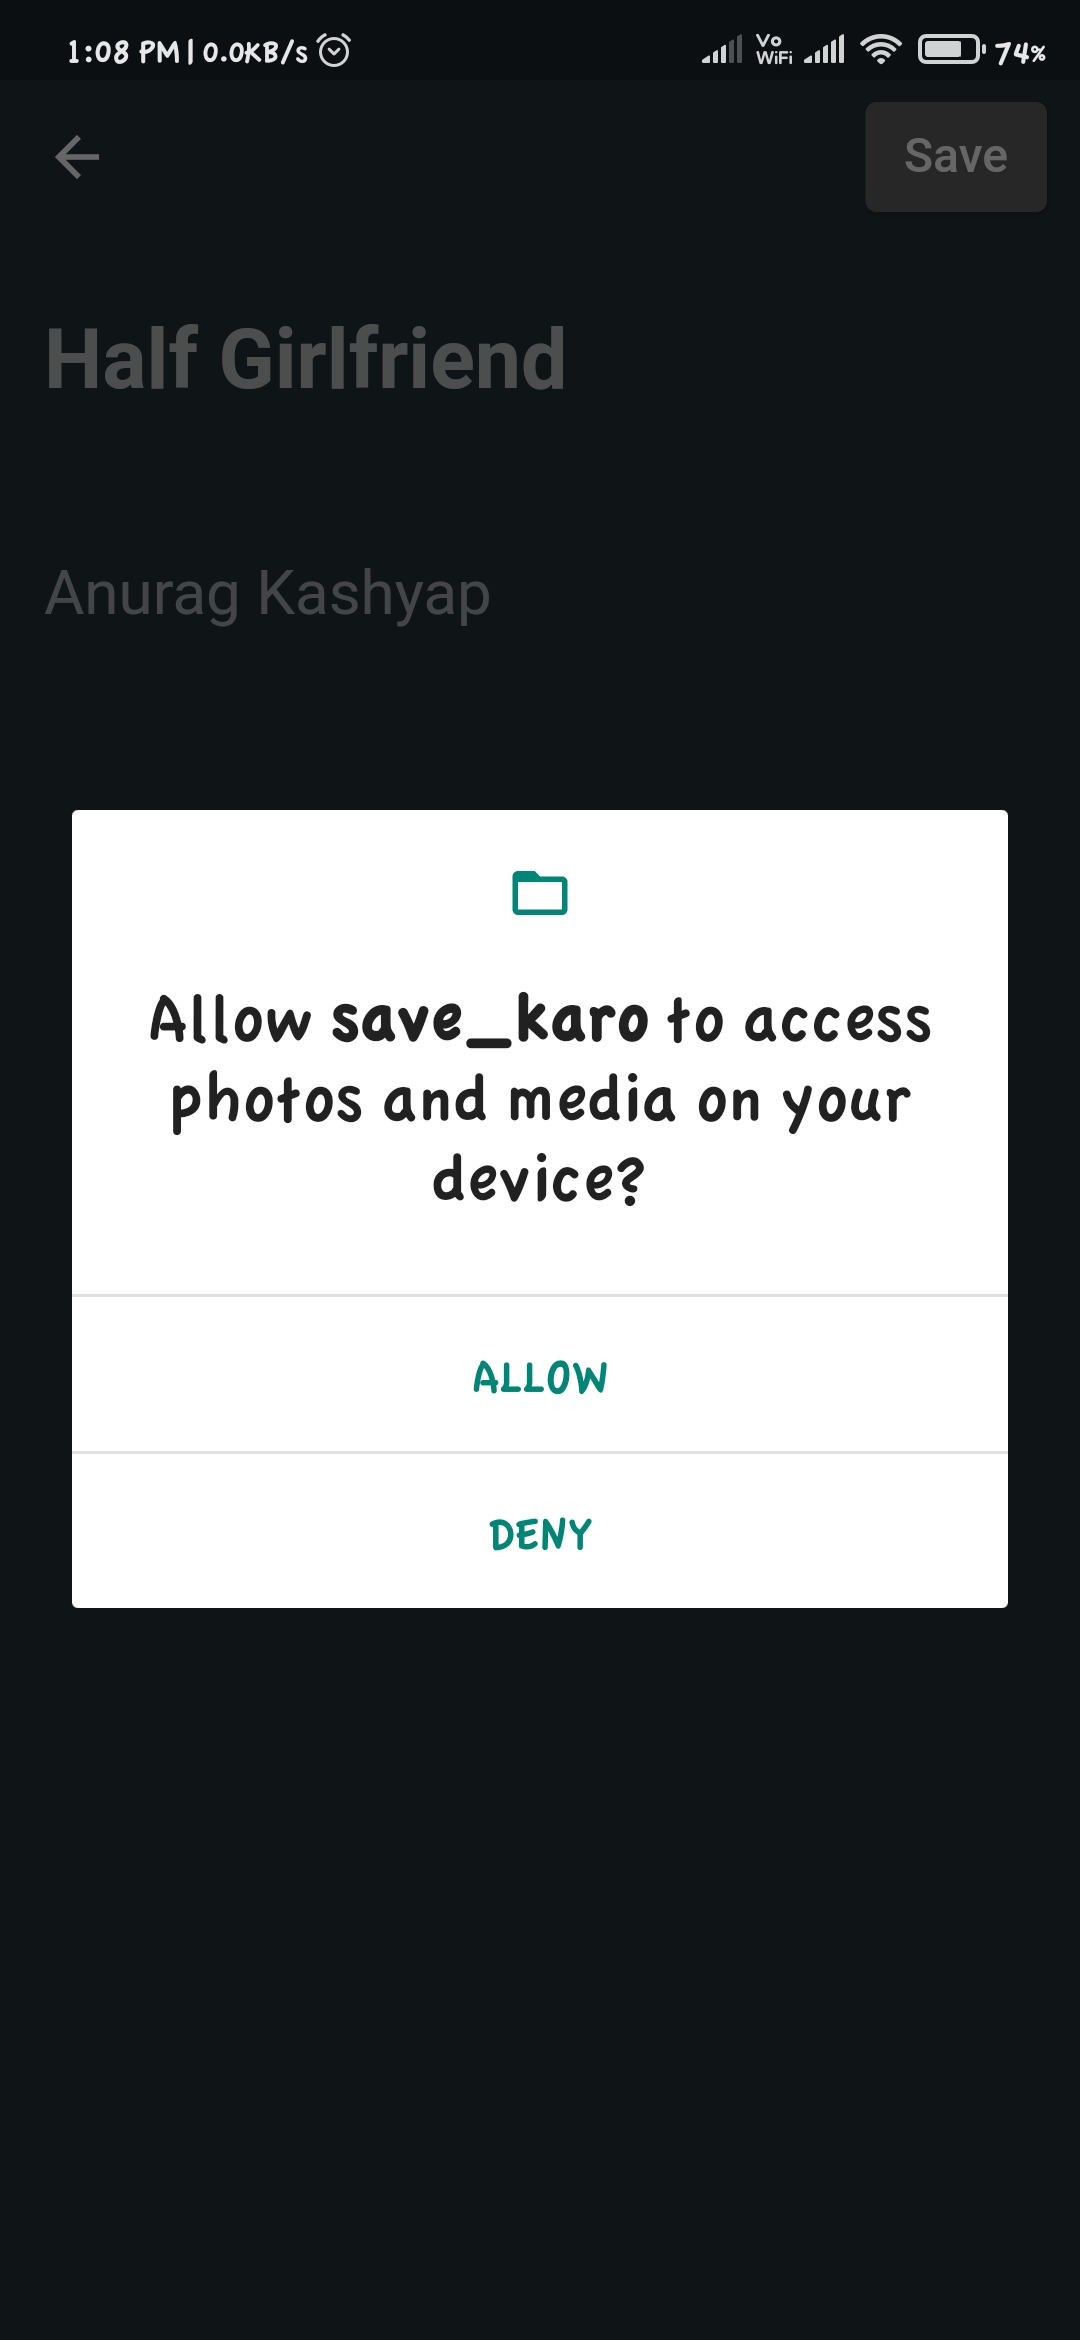 1:08 PM | 0.0KB/s Vo WiFi 74%
Save
Half Girlfriend
Anurag Kashyap
Allow save_karo to access
photos and media on your
device?
ALLOW
DENY